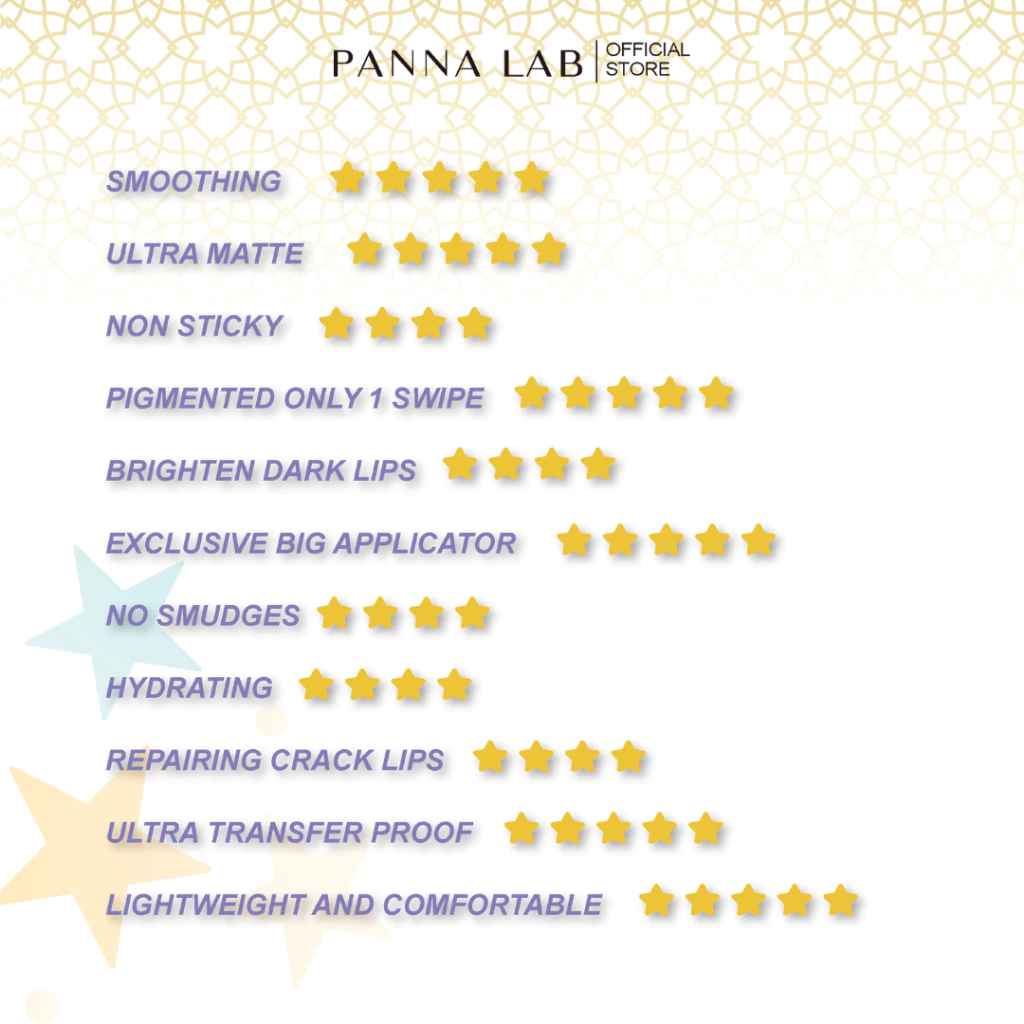 PANNA LAB
OFFICIAL
STORE
SMOOTHING
ULTRA MATTE
NON STICKY
PIGMENTED ONLY 1 SWIPE
BRIGHTEN DARK LIPS
EXCLUSIVE BIG APPLICATOR
NO SMUDGES
HYDRATING
REPAIRING CRACK LIPS
ULTRA TRANSFER PROOF
LIGHTWEIGHT AND COMFORTABLE